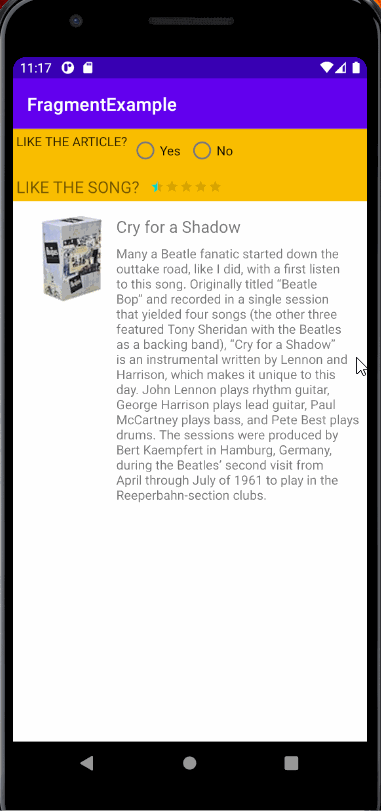 11:17
FragmentExample
LIKE THE ARTICLE? Yes No
LIKE THE SONG?
Cry for a Shadow
Many a Beatle fanatic started down the
outtake road, like I did, with a first listen
to this song. Originally titled “Beatle
Bop” and recorded in a single session
that yielded four songs (the other three
featured Tony Sheridan with the Beatles
as a backing band), “Cry for a Shadow”
is an instrumental written by Lennon and
Harrison, which makes it unique to this
day. John Lennon plays rhythm guitar,
George Harrison plays lead guitar, Paul
McCartney plays bass, and Pete Best plays
drums. The sessions were produced by
Bert Kaempfert in Hamburg, Germany,
during the Beatles’ second visit from
April through July of 1961 to play in the
Reeperbahn-section clubs.